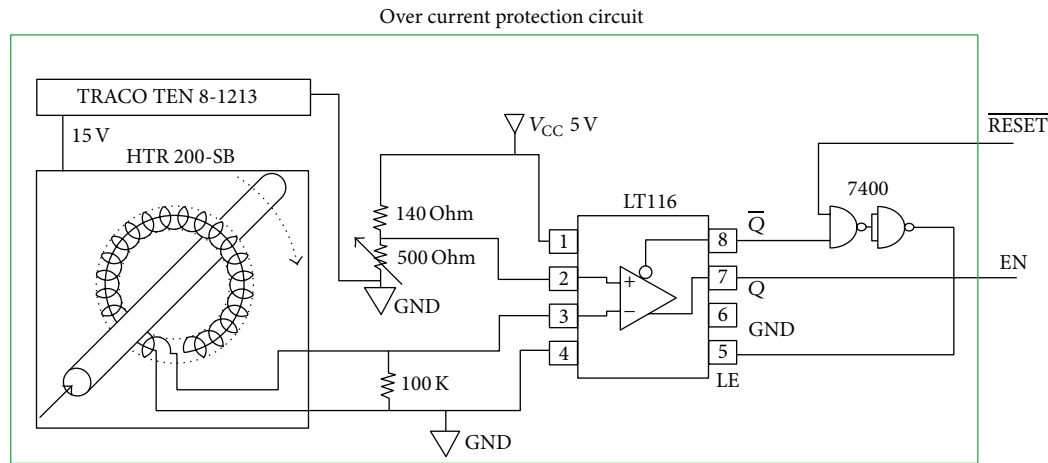 Over current protection circuit
TRACO TEN 8-1213
15 V
HTR 200-SB
V_CC 5 V
140 Ohm
500 Ohm
GND
100 K
GND
LT116
1
2
3
4
8
7
6
5
+
−
Q̅
Q
GND
LE
7400
R̅E̅S̅E̅T̅
EN